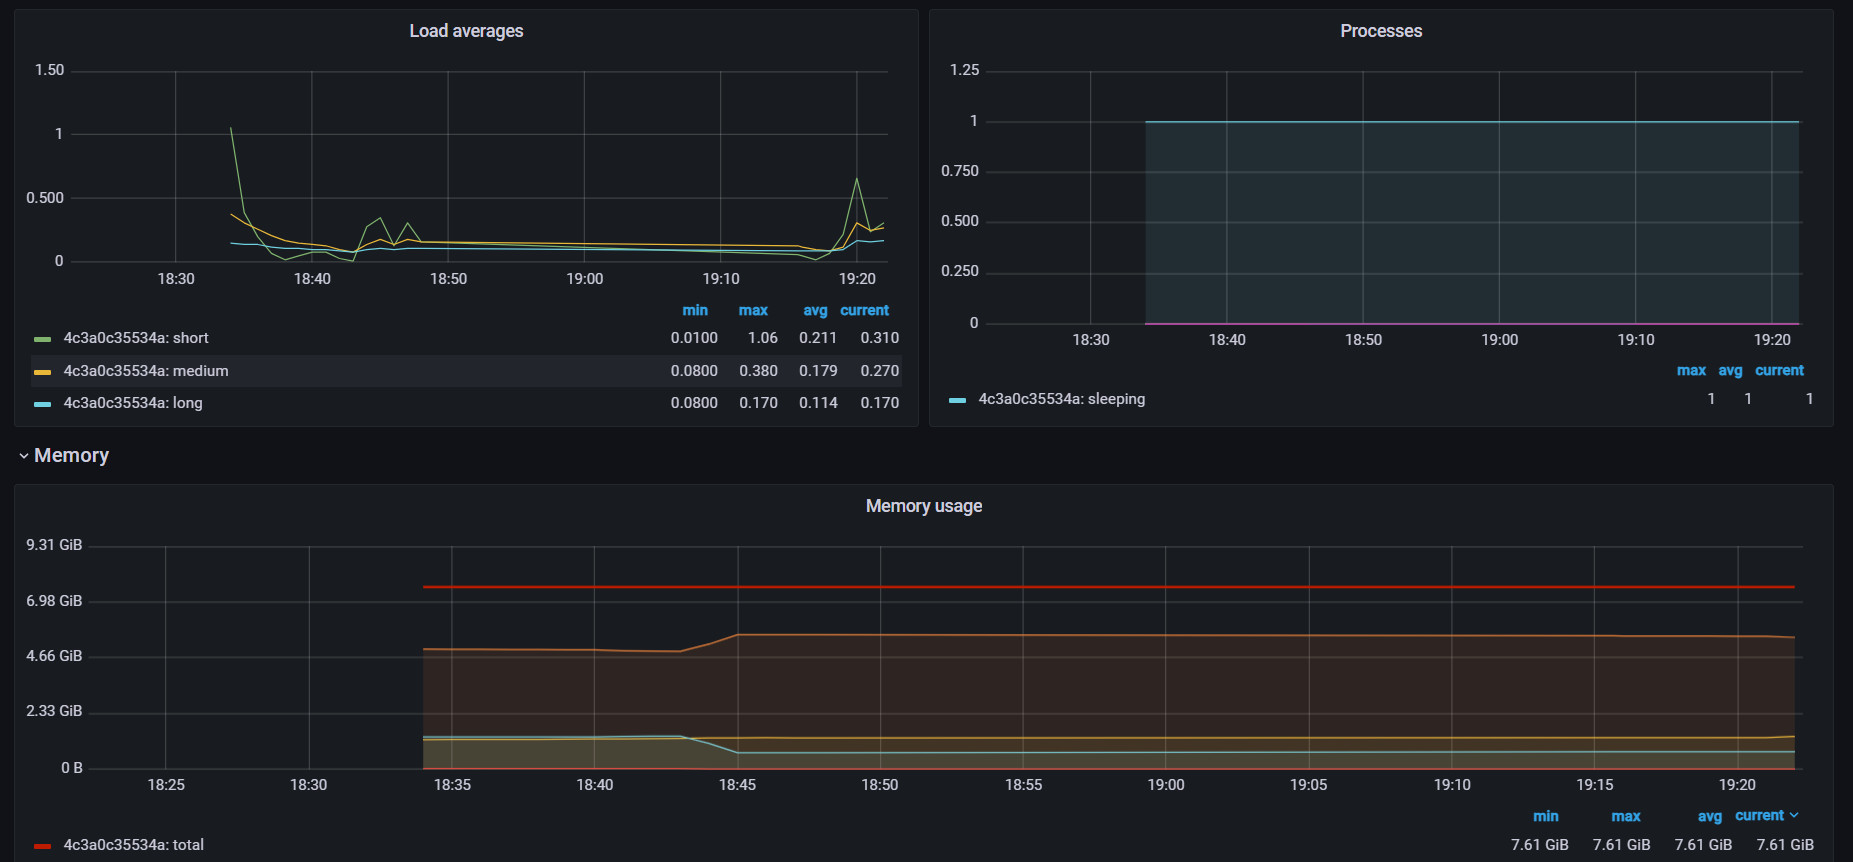 Load averages
1.50
1
0.500
0
18:30 18:40 18:50 19:00 19:10 19:20
min max avg current
4c3a0c35534a: short 0.0100 1.06 0.211 0.310
4c3a0c35534a: medium 0.0800 0.380 0.179 0.270
4c3a0c35534a: long 0.0800 0.170 0.114 0.170
Processes
1.25
1
0.750
0.500
0.250
0
18:30 18:40 18:50 19:00 19:10 19:20
max avg current
4c3a0c35534a: sleeping 1 1 1
Memory
Memory usage
9.31 GiB
6.98 GiB
4.66 GiB
2.33 GiB
0 B
18:25 18:30 18:35 18:40 18:45 18:50 18:55 19:00 19:05 19:10 19:15 19:20
min max avg current
4c3a0c35534a: total 7.61 GiB 7.61 GiB 7.61 GiB 7.61 GiB